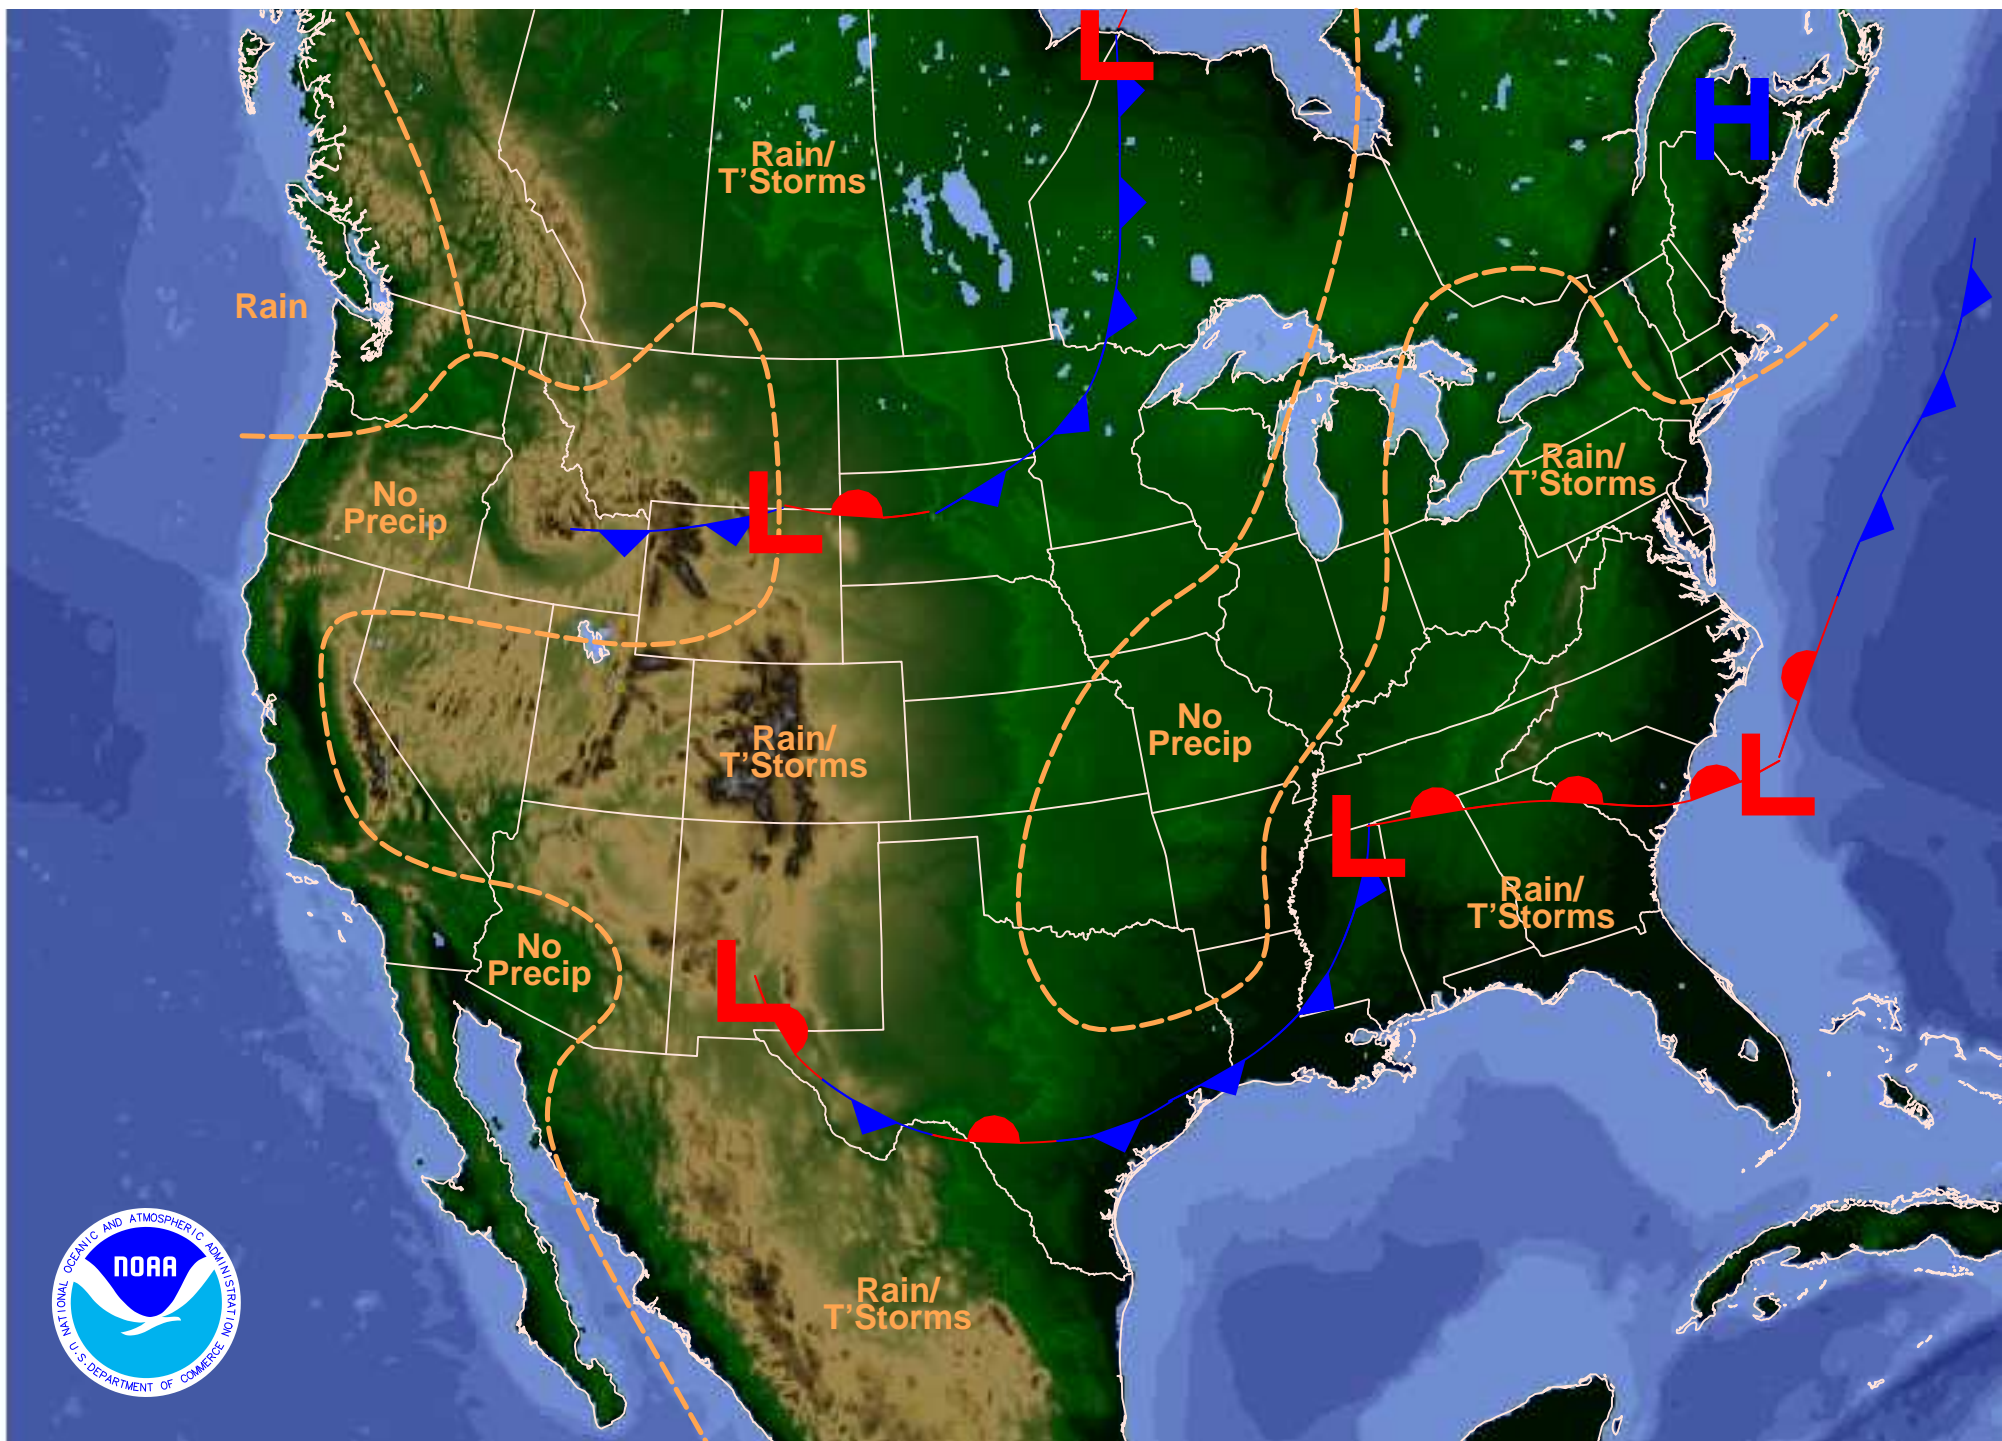 L
H
Rain/
T'Storms
Rain
L
No
Precip
Rain/
T'Storms
No
Precip
Rain/
T'Storms
L
L
Rain/
T'Storms
No
Precip
L
Rain/
T'Storms
NATIONAL OCEANIC AND ATMOSPHERIC ADMINISTRATION
NOAA
U.S. DEPARTMENT OF COMMERCE